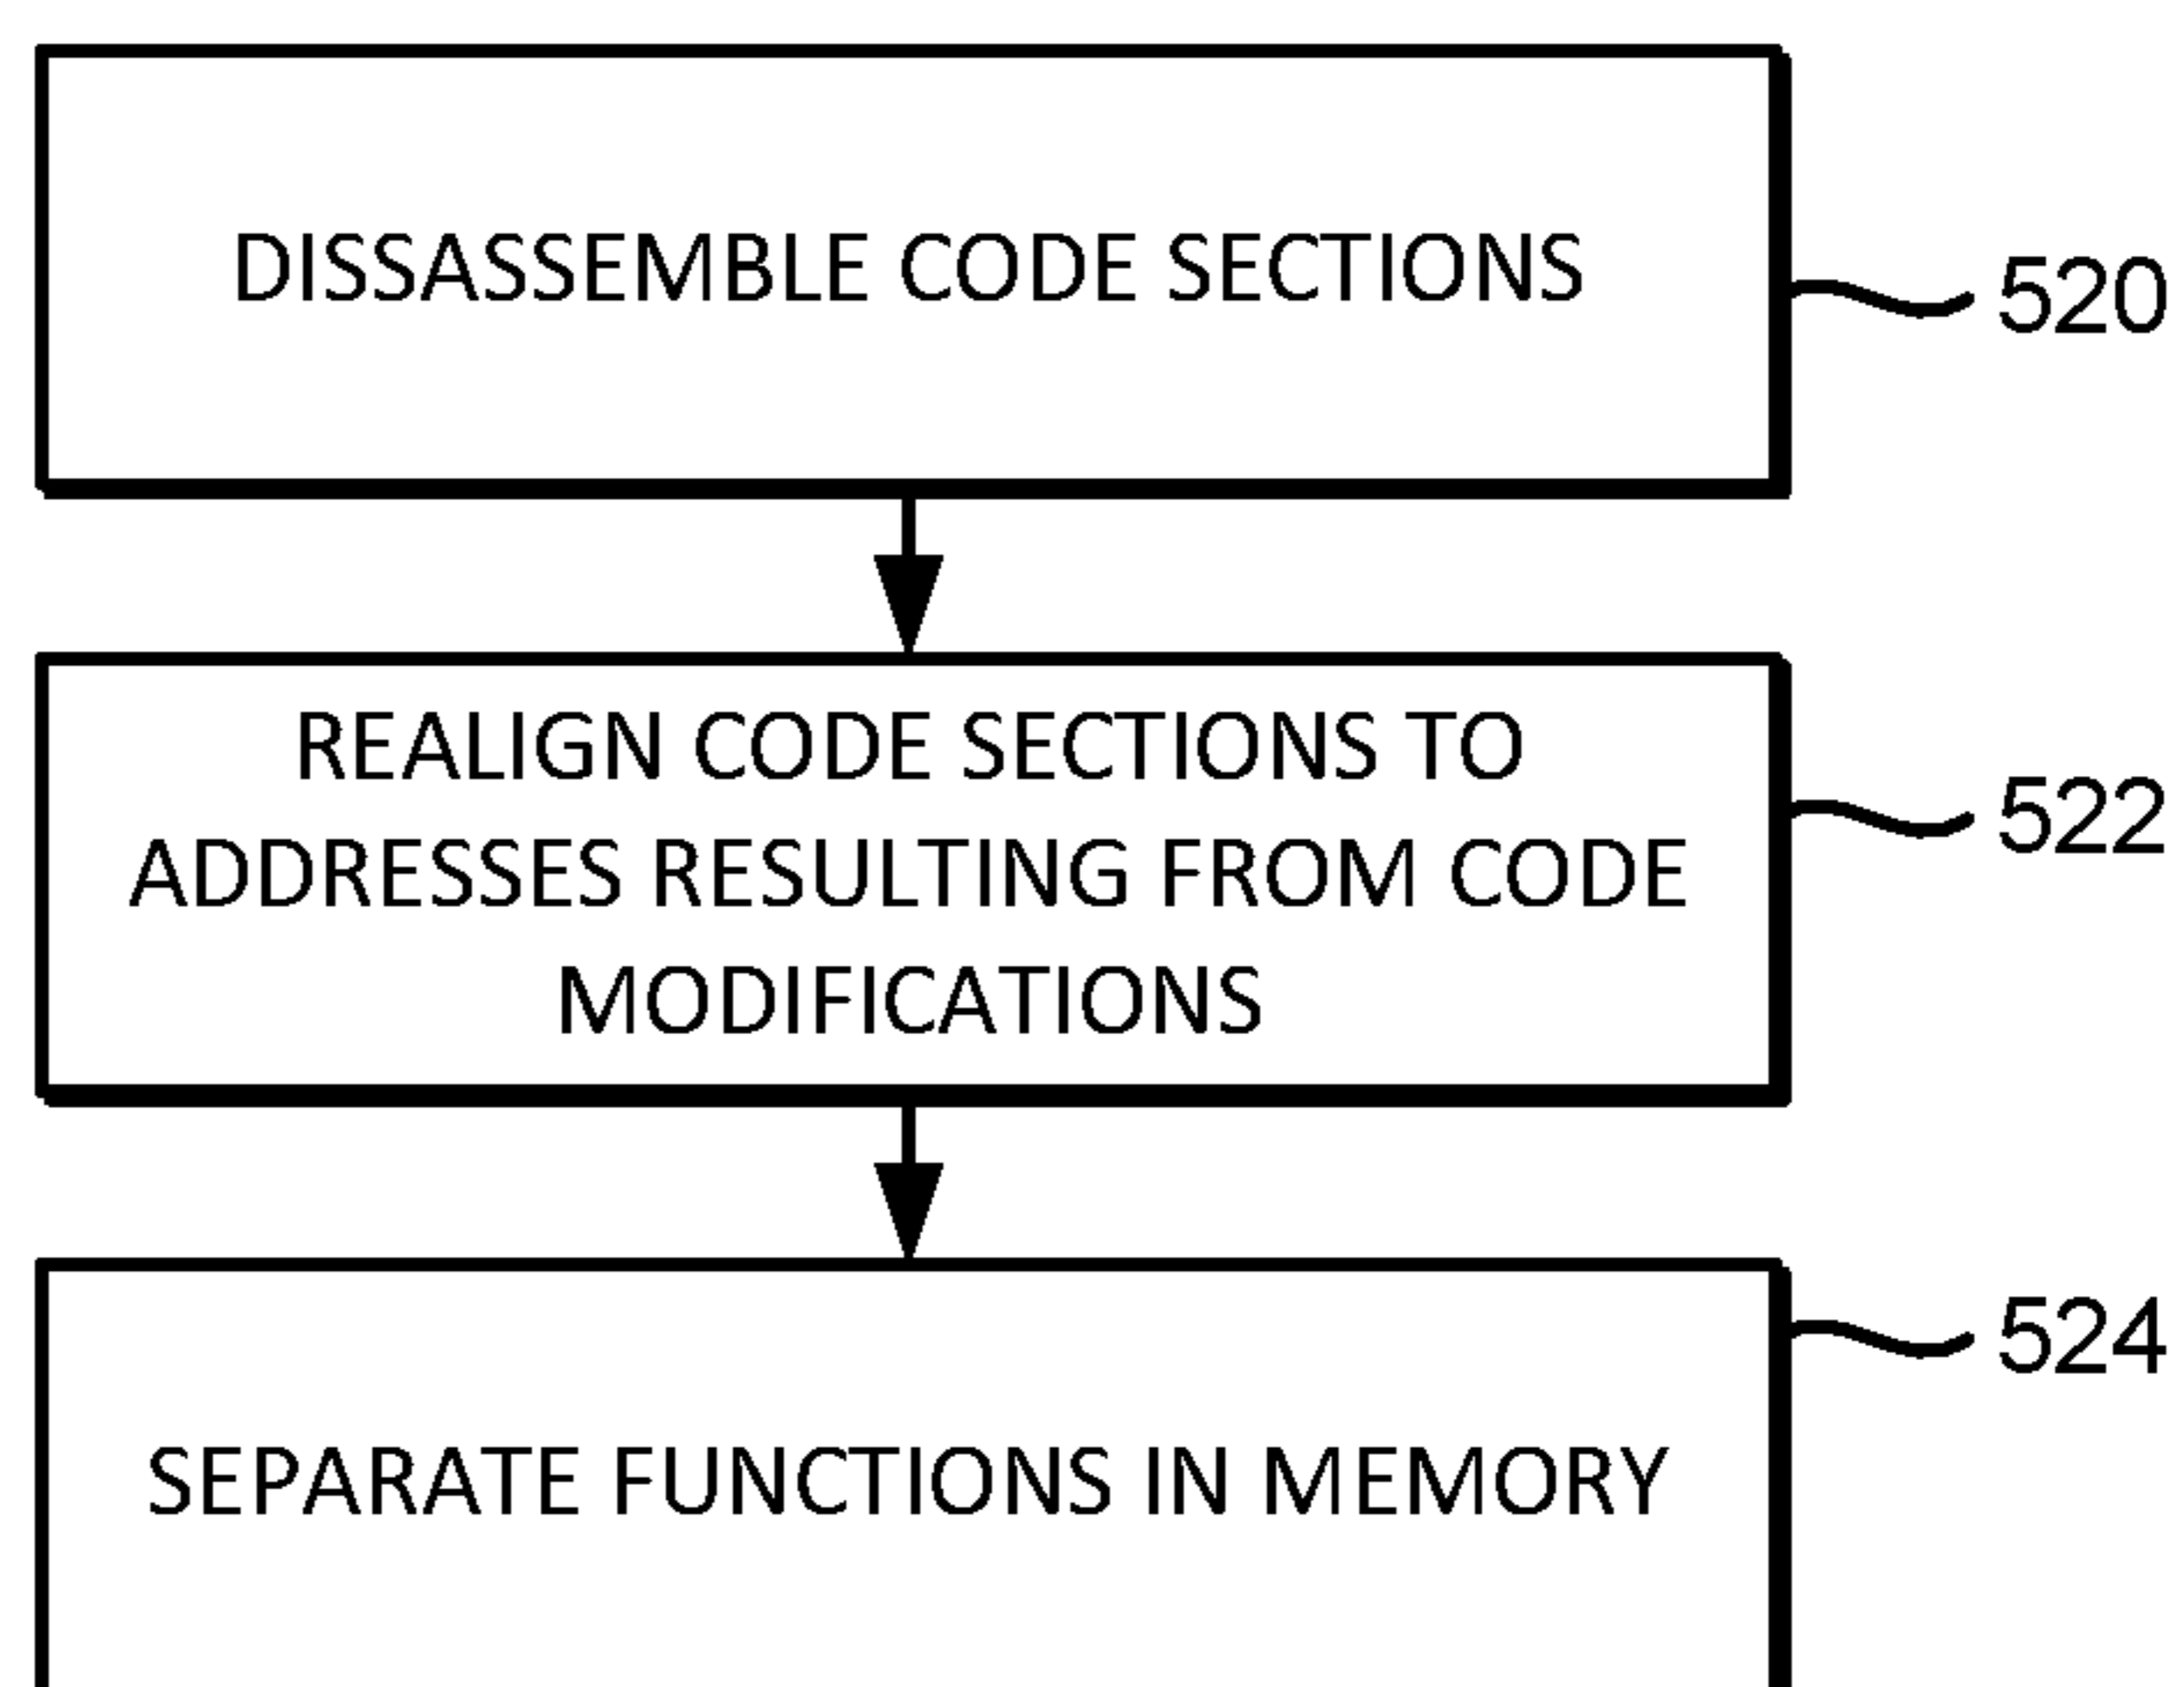 DISSASSEMBLE CODE SECTIONS
520
REALIGN CODE SECTIONS TO
ADDRESSES RESULTING FROM CODE
MODIFICATIONS
522
524
SEPARATE FUNCTIONS IN MEMORY